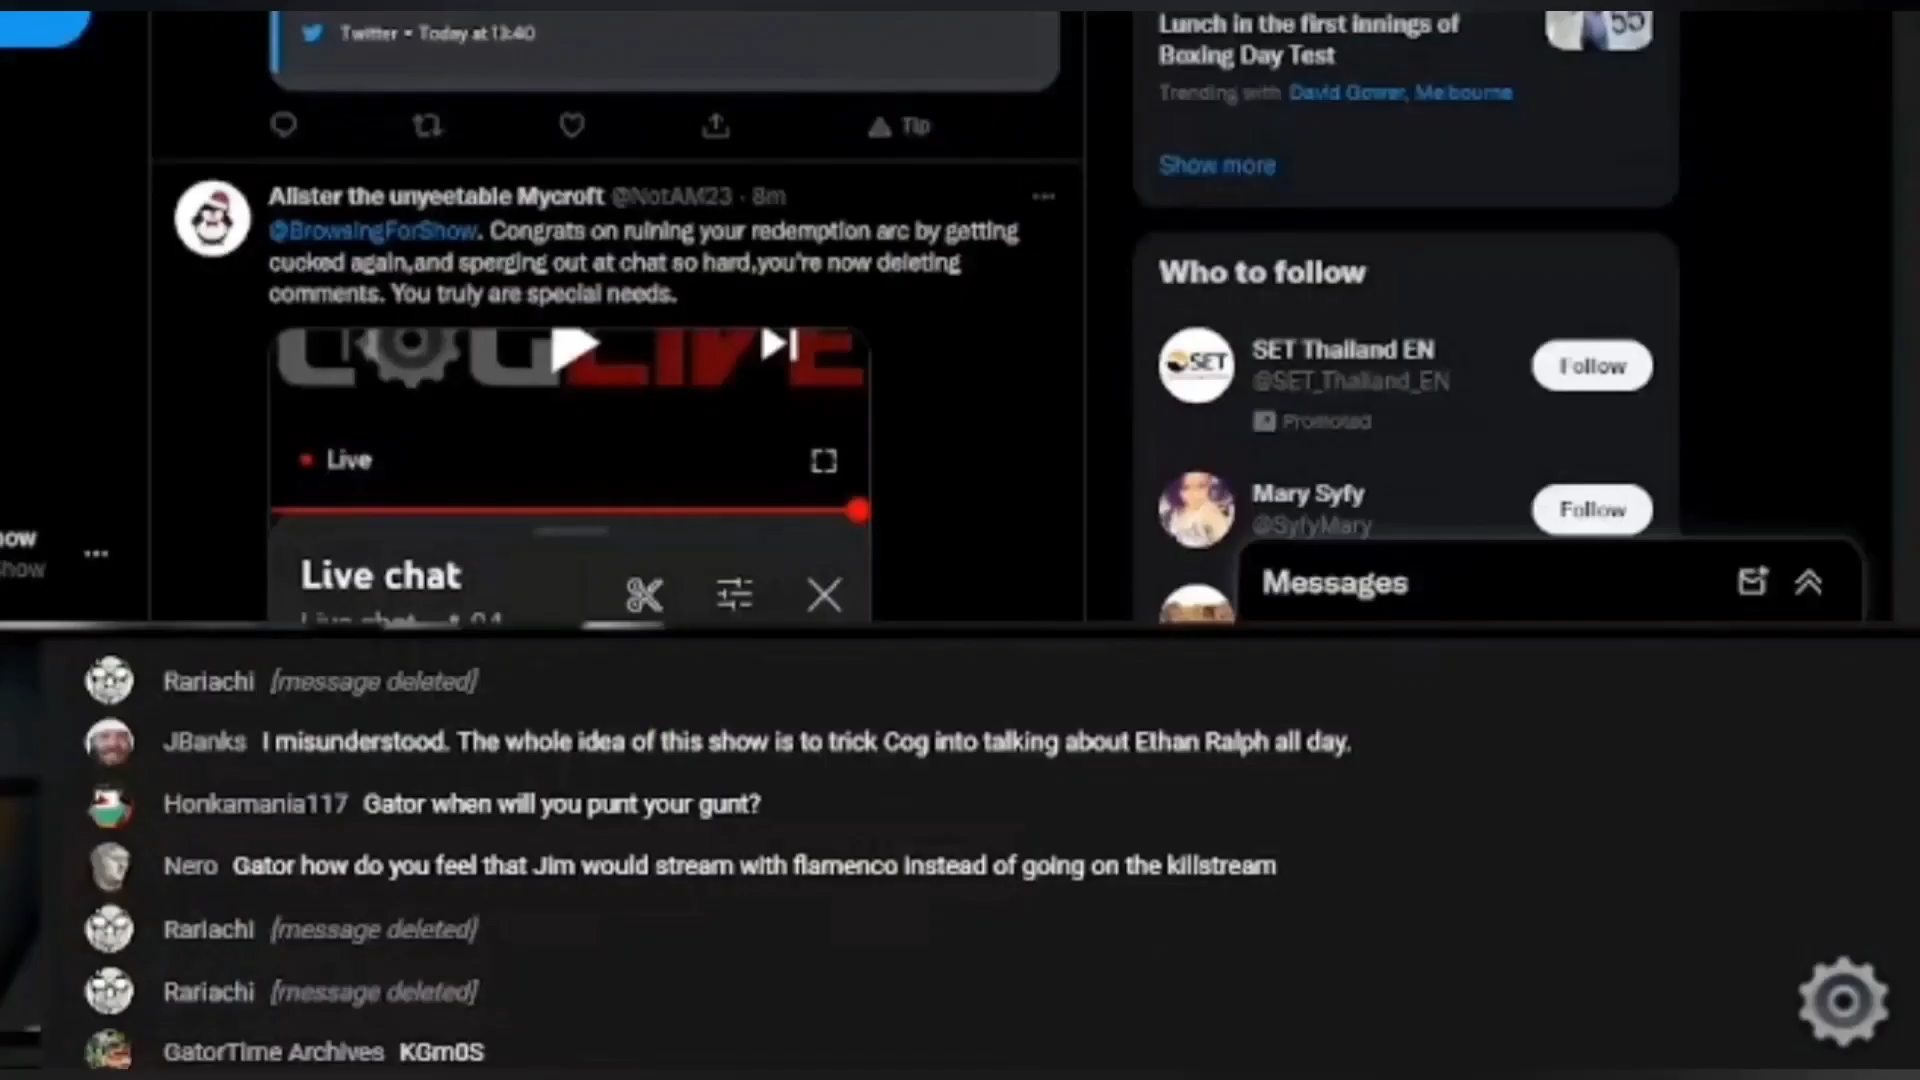 Twitter • Today at 13:40
Tip
Alister the unyeetable Mycroft @NotAM23 · 8m
@BrowsingForShow. Congrats on ruining your redemption arc by getting
cucked again,and sperging out at chat so hard,you're now deleting
comments. You truly are special needs.
COGLIVE
Live
Live chat
Lunch in the first innings of
Boxing Day Test
Trending with David Gower, Melbourne
Show more
Who to follow
SET
SET Thailand EN
@SET_Thailand_EN
Follow
Promoted
Mary Syfy
@SyfyMary
Follow
Messages
Rariachi [message deleted]
JBanks I misunderstood. The whole idea of this show is to trick Cog into talking about Ethan Ralph all day.
Honkamania117 Gator when will you punt your gunt?
Nero Gator how do you feel that Jim would stream with flamenco instead of going on the killstream
Rariachi [message deleted]
Rariachi [message deleted]
GatorTime Archives KGm0S